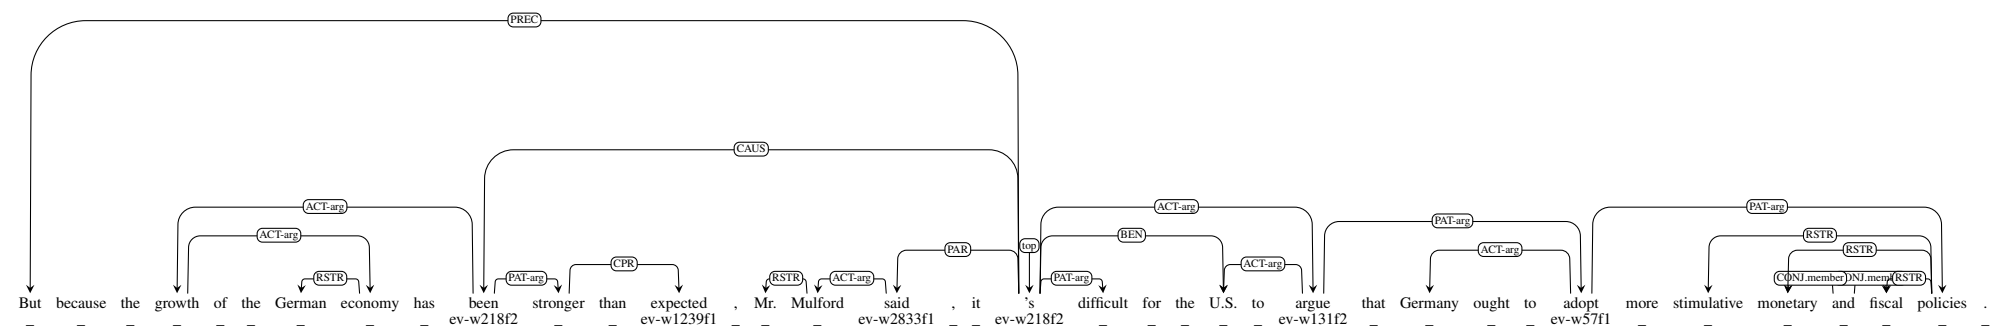 PREC
CAUS
ACT-arg ACT-arg PAT-arg
PAT-arg
ACT-arg BEN RSTR
PAR top ACT-arg RSTR
CPR ACT-arg
RSTR PAT-arg RSTR ACT-arg PAT-arg CONJ.member RSTR
But because the growth of the German economy has been stronger than expected , Mr. Mulford said , it 's difficult for the U.S. to argue that Germany ought to adopt more stimulative monetary and fiscal policies .
_ _ _ _ _ _ _ _ _ ev-w218f2 _ _ ev-w1239f1 _ _ _ ev-w2833f1 _ _ ev-w218f2 _ _ _ _ _ ev-w131f2 _ _ _ _ ev-w57f1 _ _ _ _ _ _ _